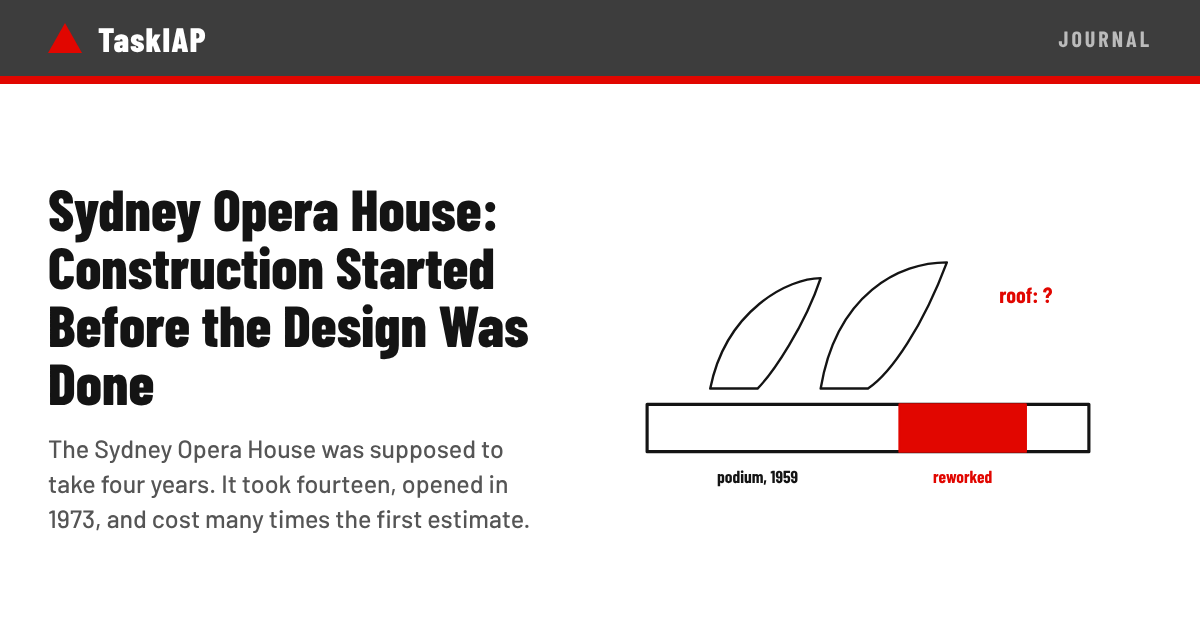 TaskIAP
JOURNAL
Sydney Opera House:
Construction Started
Before the Design Was
Done
The Sydney Opera House was supposed to
take four years. It took fourteen, opened in
1973, and cost many times the first estimate.
roof: ?
podium, 1959
reworked